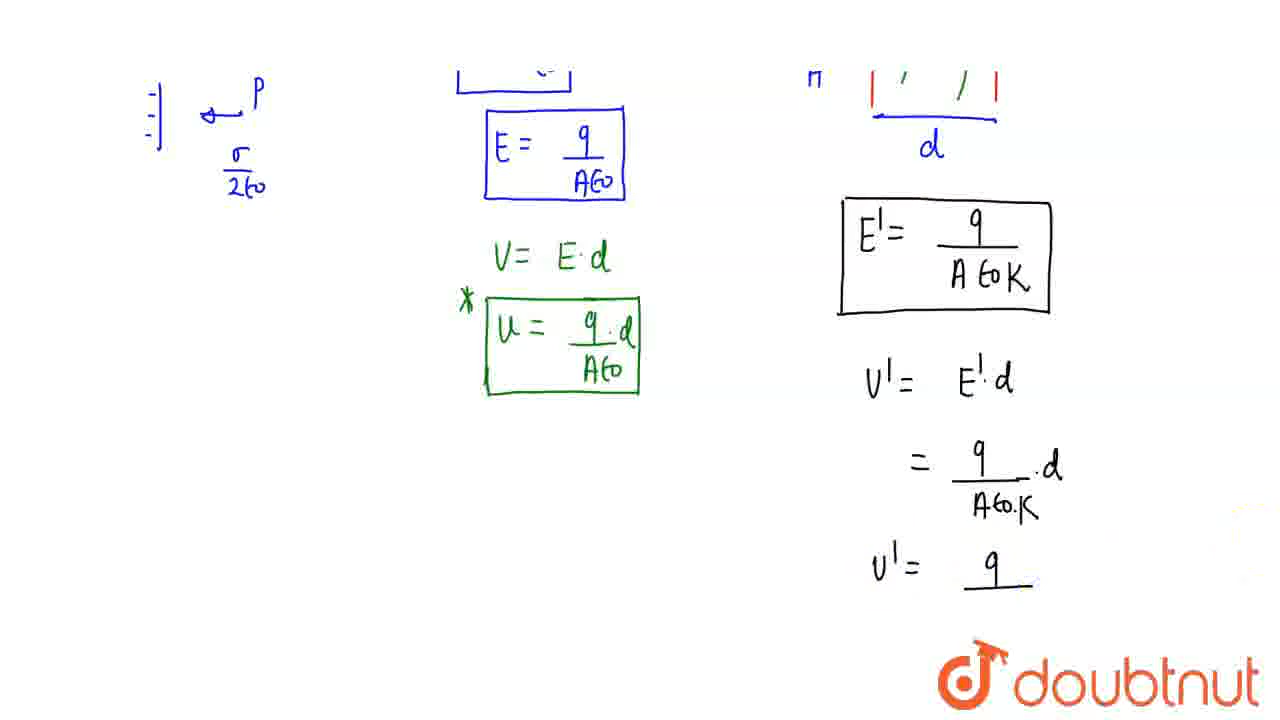 P
σ
2ϵ0
E = q
Aϵ0
V = E·d
* V = q·d
Aϵ0
d
E' = q
Aϵ0K
V' = E'·d
= q·d
Aϵ0·K
V' = q
doubtnut